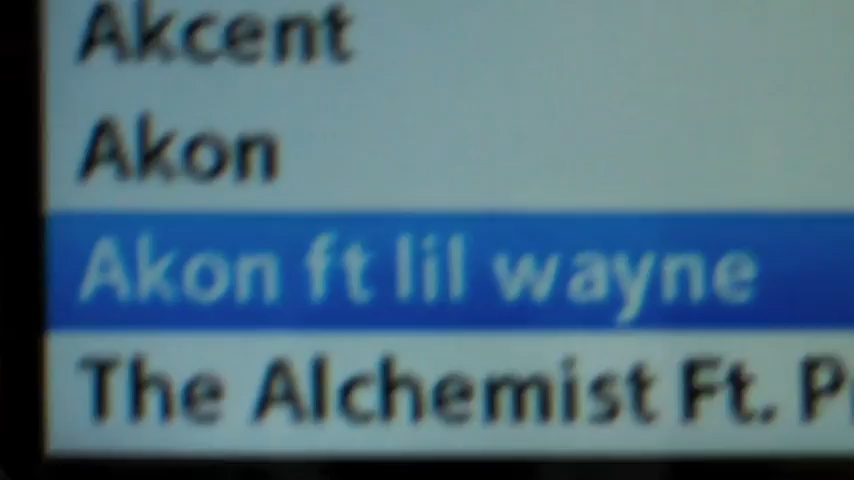 Akcent
Akon
Akon ft lil wayne
The Alchemist Ft.